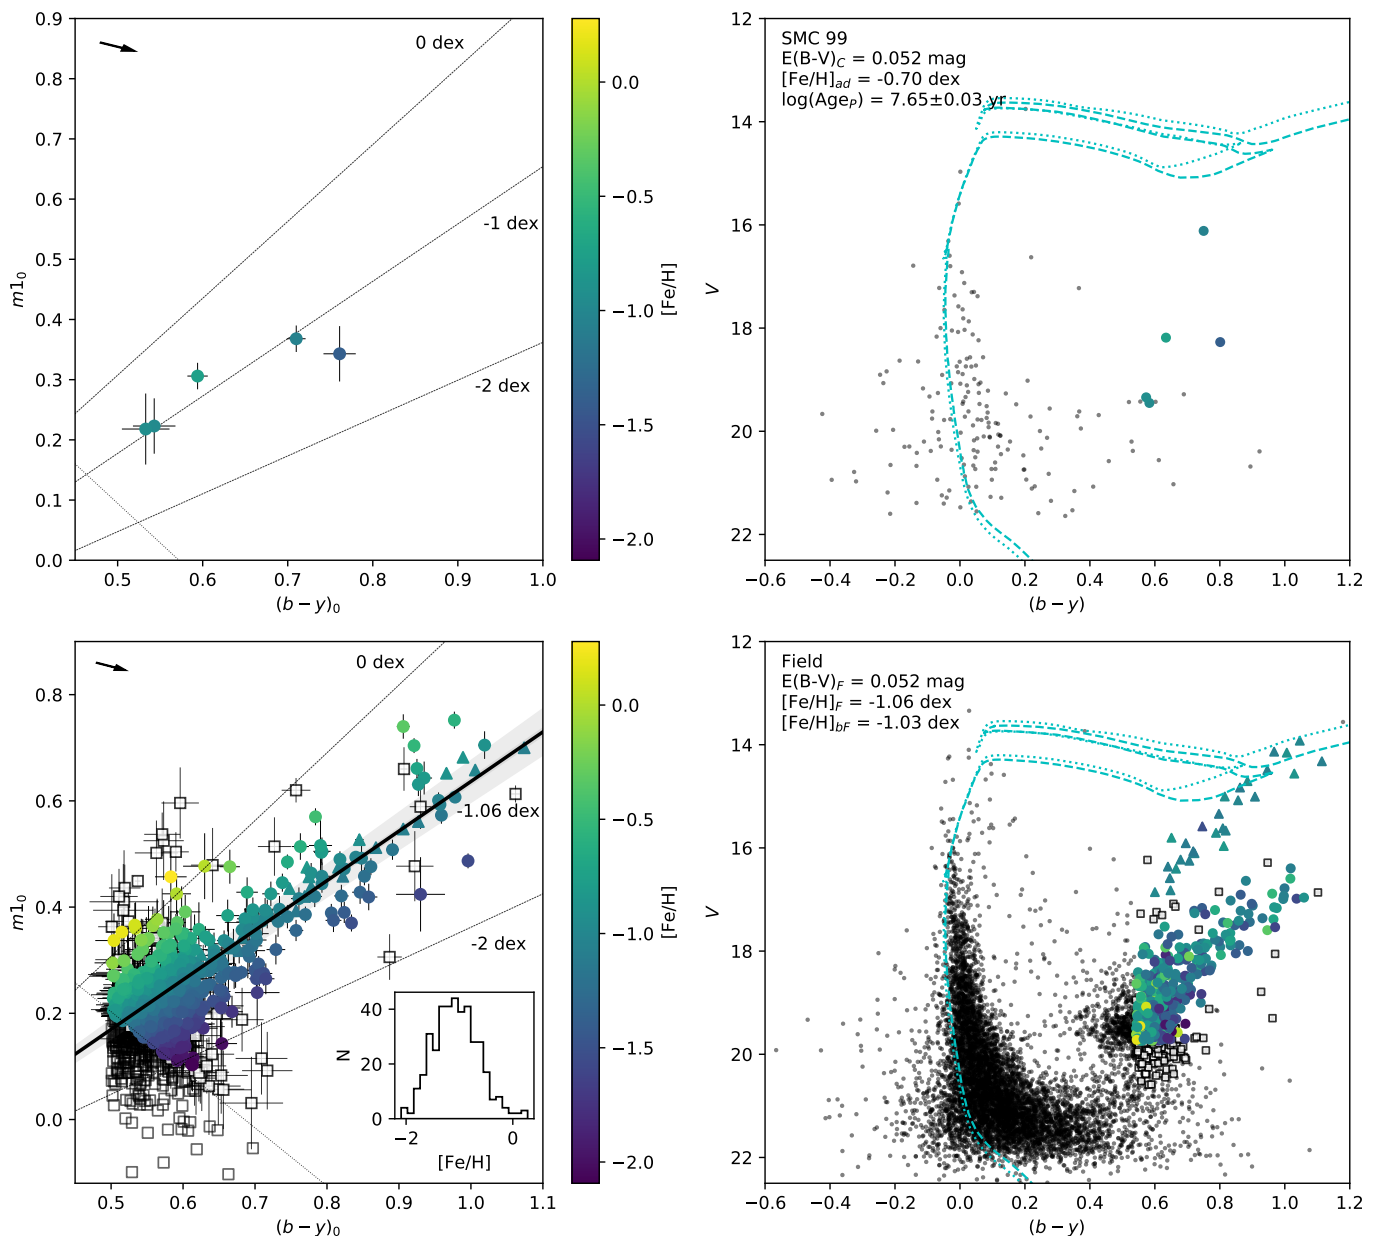 0.9
0.8
0.7
0.6
0.5
0.4
0.3
0.2
0.1
0.0
m1₀
0 dex
-1 dex
-2 dex
0.5 0.6 0.7 0.8 0.9 1.0
(b − y)₀
0.0
−0.5
−1.0
−1.5
−2.0
[Fe/H]
12
14
16
18
20
22
V
SMC 99
E(B-V)C = 0.052 mag
[Fe/H]ad = -0.70 dex
log(AgeP) = 7.65±0.03 yr
−0.6 −0.4 −0.2 0.0 0.2 0.4 0.6 0.8 1.0 1.2
(b − y)
0.8
0.6
0.4
0.2
0.0
m1₀
0 dex
-1.06 dex
-2 dex
40
20
0
N
−2 0
[Fe/H]
0.5 0.6 0.7 0.8 0.9 1.0 1.1
(b − y)₀
0.0
−0.5
−1.0
−1.5
−2.0
[Fe/H]
12
14
16
18
20
22
V
Field
E(B-V)F = 0.052 mag
[Fe/H]F = -1.06 dex
[Fe/H]bF = -1.03 dex
−0.6 −0.4 −0.2 0.0 0.2 0.4 0.6 0.8 1.0 1.2
(b − y)